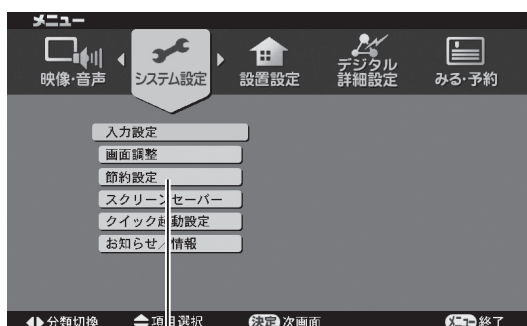 メニュー
映像・音声
システム設定
設置設定
デジタル
詳細設定
みる・予約
入力設定
画面調整
節約設定
スクリーンセーバー
クイック起動設定
お知らせ/情報
分類切換 項目選択 決定 次画面 メニュー 終了